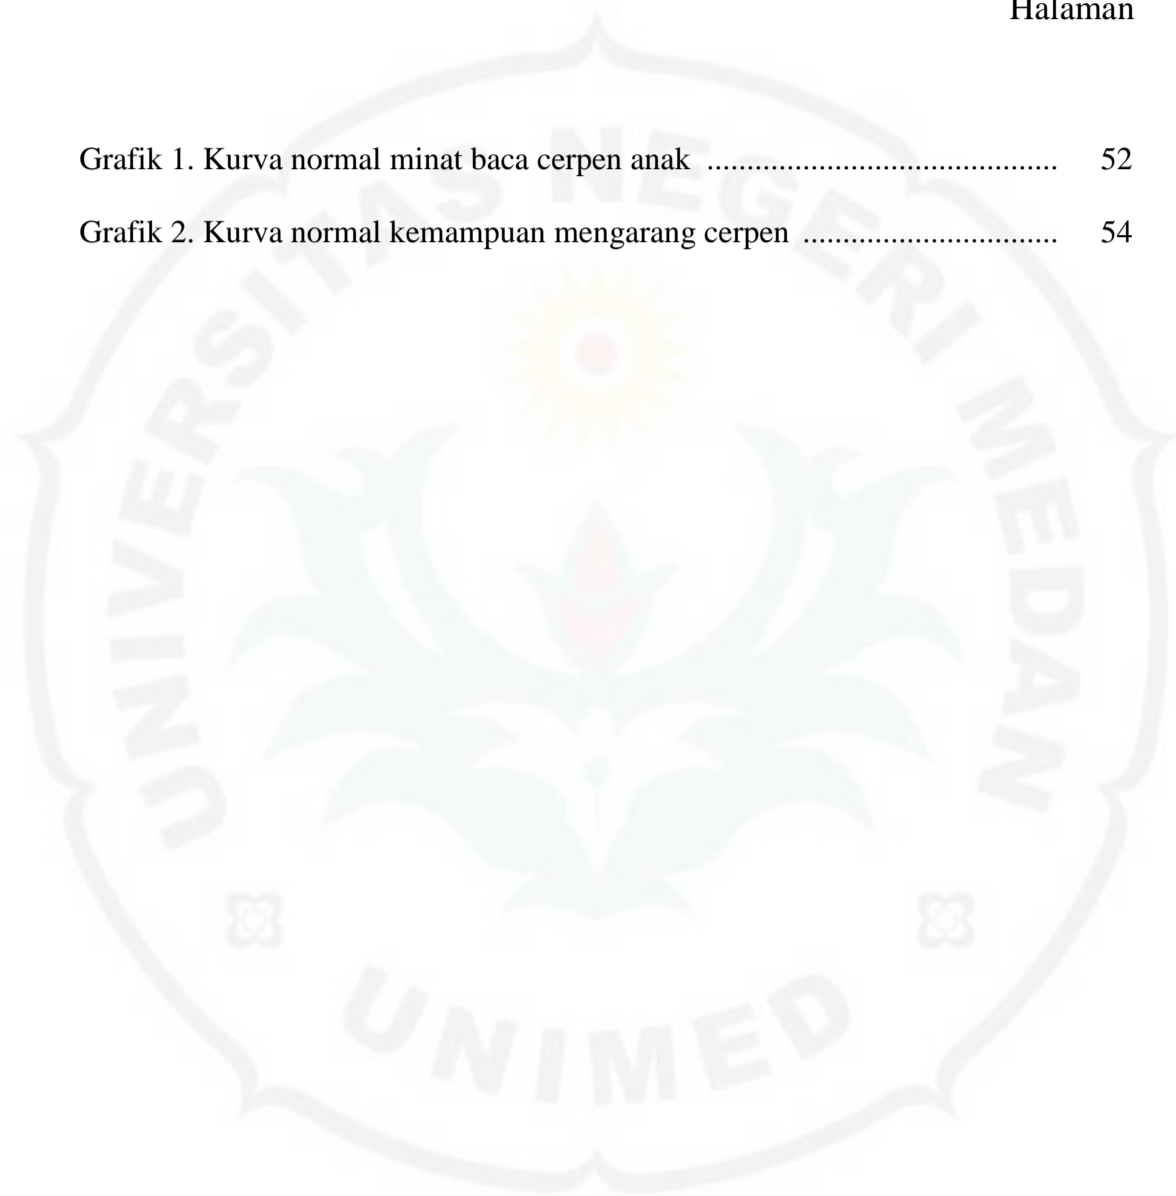 Halaman
Grafik 1. Kurva normal minat baca cerpen anak ............................................ 52
Grafik 2. Kurva normal kemampuan mengarang cerpen ................................ 54
UNIVERSITAS NEGERI MEDAN
UNIMED